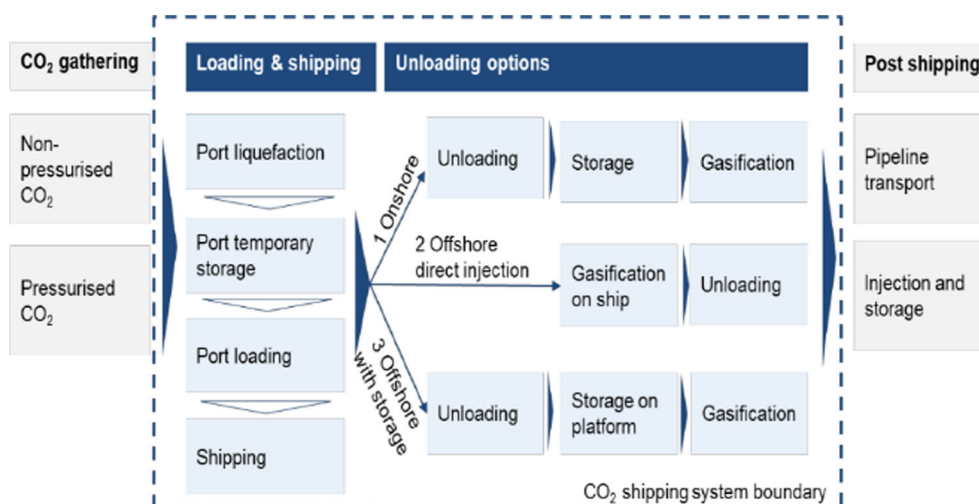 CO₂ gathering
Non-
pressurised
CO₂
Pressurised
CO₂
Loading & shipping
Port liquefaction
Port temporary
storage
Port loading
Shipping
Unloading options
1 Onshore
Unloading
Storage
Gasification
2 Offshore
direct injection
Gasification
on ship
Unloading
3 Offshore
with storage
Unloading
Storage on
platform
Gasification
CO₂ shipping system boundary
Post shipping
Pipeline
transport
Injection and
storage